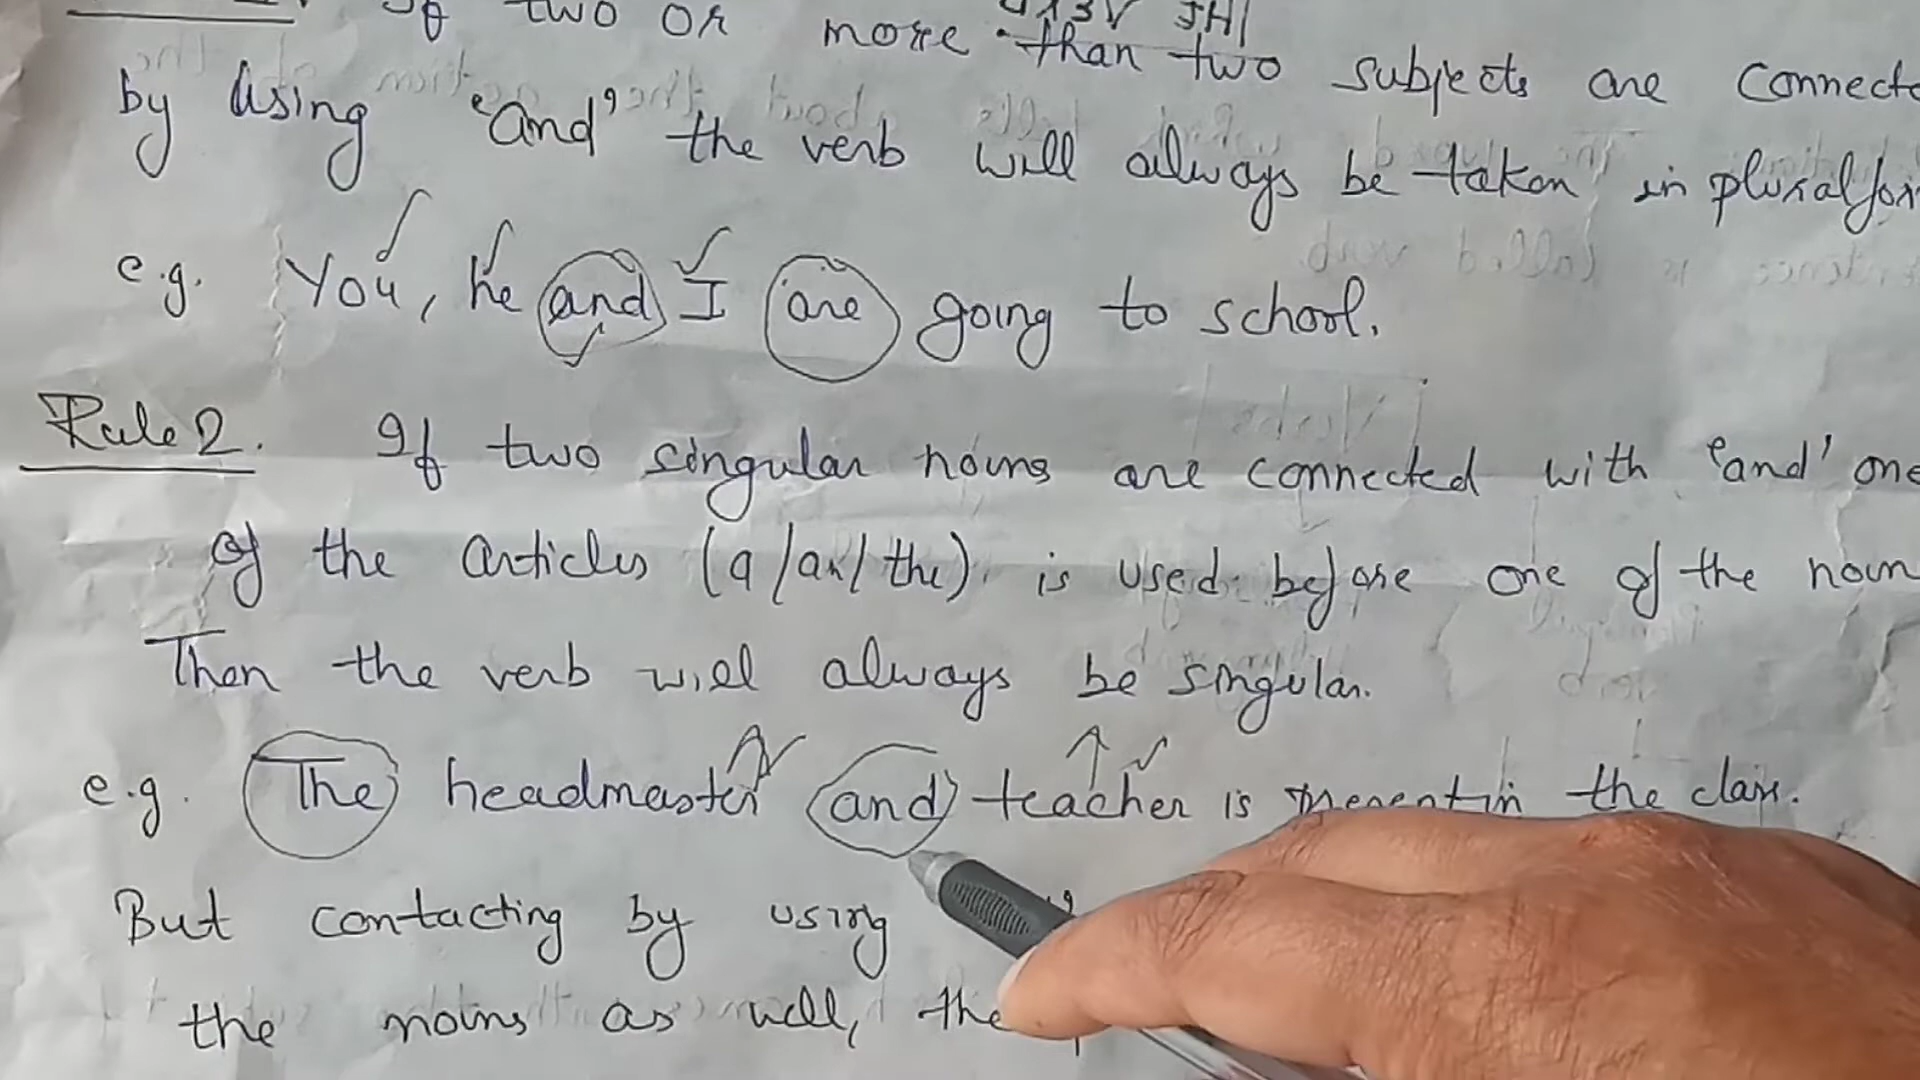 If two or more than two subjects are connecte
by using 'and' the verb will always be taken in plural for
e.g. You, he and I are going to school.
Rule 2. If two singular nouns are connected with 'and' one
of the articles (a/an/the) is used before one of the noun
Then the verb will always be singular.
e.g. The headmaster and teacher is present in the class.
But contacting by using
the nouns as well, the